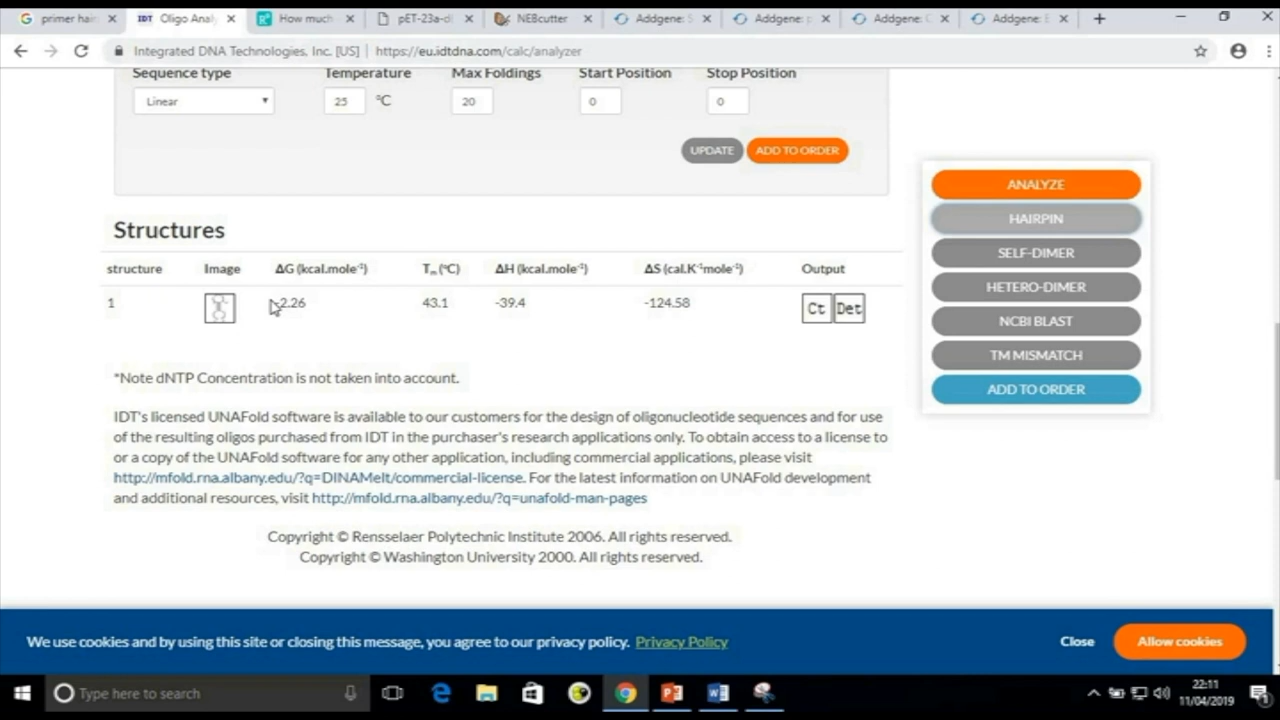 primer hair
IDT Oligo Analy
How much
pET-23a-d
NEBcutter
Addgene: S
Addgene: p
Addgene: C
Addgene: E
Integrated DNA Technologies, Inc. [US] | https://eu.idtdna.com/calc/analyzer
Sequence type Temperature Max Foldings Start Position Stop Position
Linear 25 °C 20 0 0
UPDATE ADD TO ORDER
ANALYZE
HAIRPIN
SELF-DIMER
HETERO-DIMER
NCBI BLAST
TM MISMATCH
ADD TO ORDER
Structures
structure Image ΔG (kcal.mole⁻¹) Tₘ (°C) ΔH (kcal.mole⁻¹) ΔS (cal.K⁻¹mole⁻¹) Output
1 2.26 43.1 -39.4 -124.58 Ct Det
*Note dNTP Concentration is not taken into account.
IDT's licensed UNAFold software is available to our customers for the design of oligonucleotide sequences and for use
of the resulting oligos purchased from IDT in the purchaser's research applications only. To obtain access to a license to
or a copy of the UNAFold software for any other application, including commercial applications, please visit
http://mfold.rna.albany.edu/?q=DINAMelt/commercial-license. For the latest information on UNAFold development
and additional resources, visit http://mfold.rna.albany.edu/?q=unafold-man-pages
Copyright © Rensselaer Polytechnic Institute 2006. All rights reserved.
Copyright © Washington University 2000. All rights reserved.
We use cookies and by using this site or closing this message, you agree to our privacy policy. Privacy Policy Close Allow cookies
Type here to search
22:11
11/04/2019